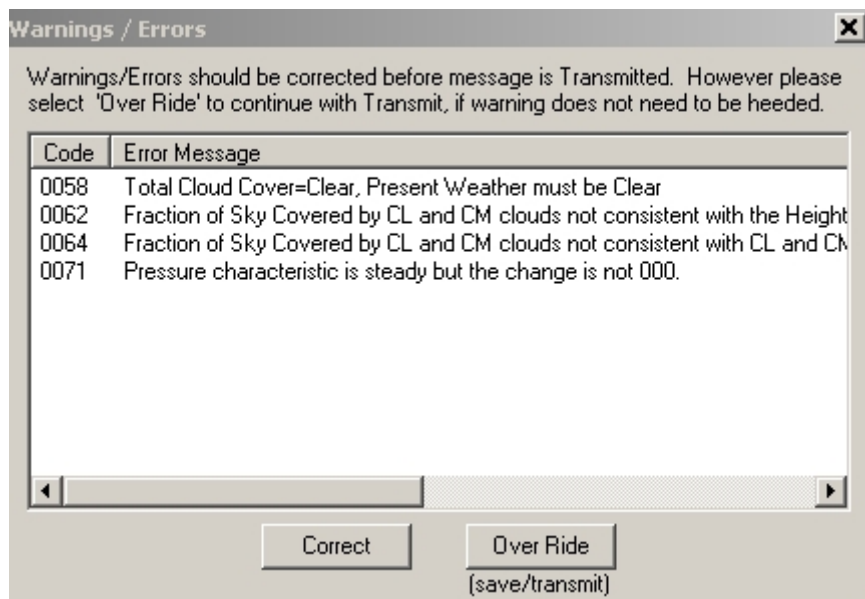 Warnings / Errors
Warnings/Errors should be corrected before message is Transmitted. However please
select 'Over Ride' to continue with Transmit, if warning does not need to be heeded.
Code Error Message
0058 Total Cloud Cover=Clear, Present Weather must be Clear
0062 Fraction of Sky Covered by CL and CM clouds not consistent with the Height
0064 Fraction of Sky Covered by CL and CM clouds not consistent with CL and CM
0071 Pressure characteristic is steady but the change is not 000.
Correct Over Ride
(save/transmit)